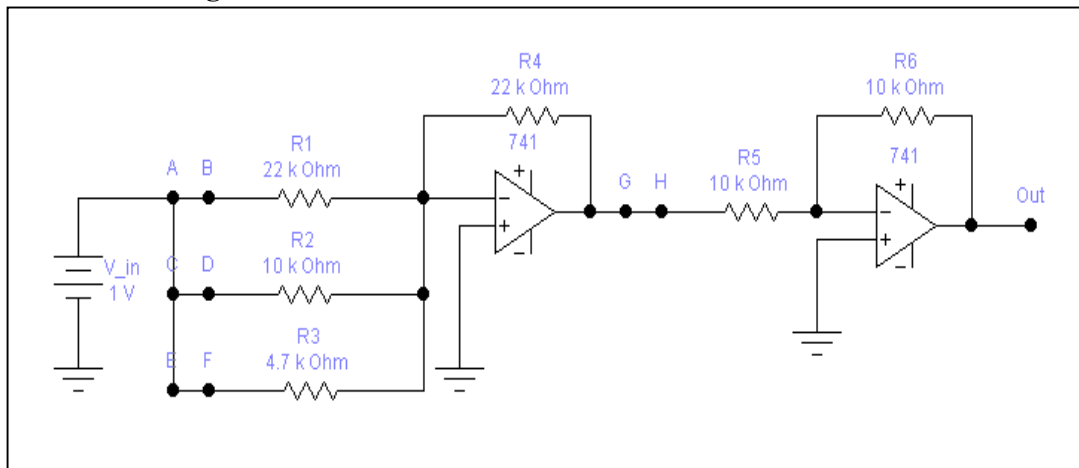 R4
22 k Ohm
R6
10 k Ohm
741
741
A
B
R1
22 k Ohm
R5
10 k Ohm
G
H
Out
R2
10 k Ohm
V_in
1 V
C
D
R3
4.7 k Ohm
E
F